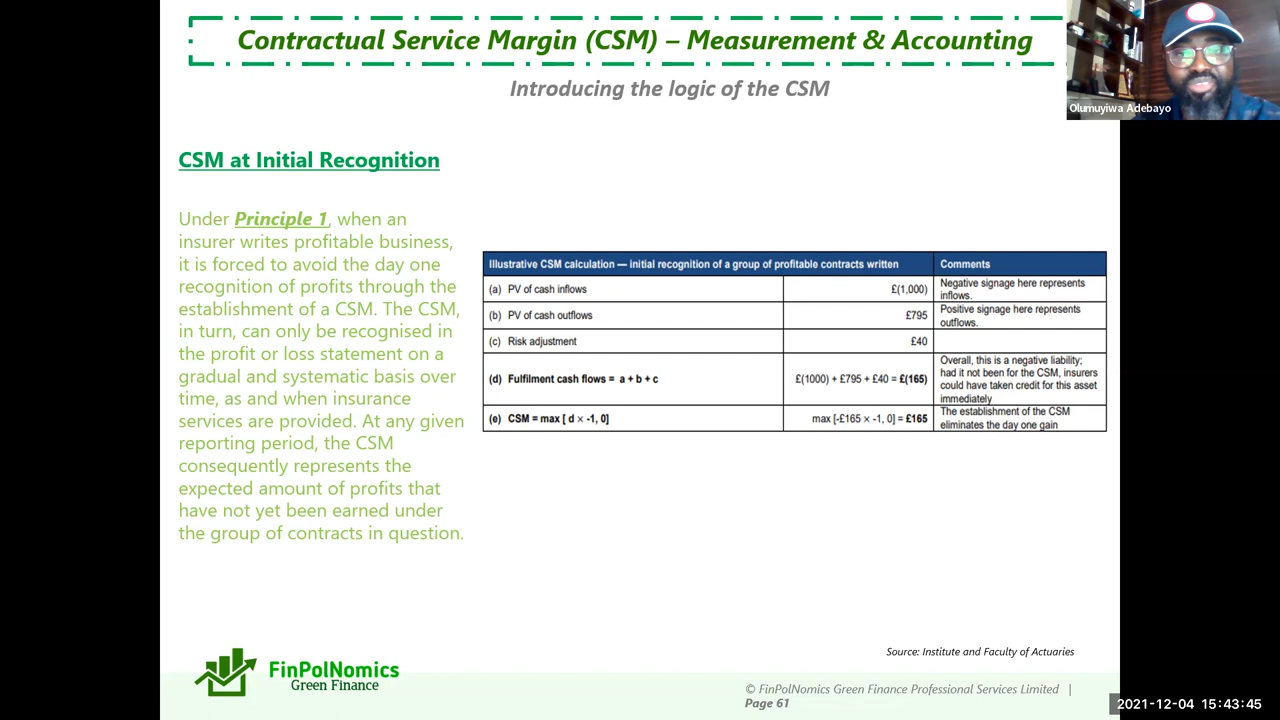 Contractual Service Margin (CSM) – Measurement & Accounting
Introducing the logic of the CSM
Olumuyiwa Adebayo
CSM at Initial Recognition
Under Principle 1, when an
insurer writes profitable business,
it is forced to avoid the day one
recognition of profits through the
establishment of a CSM. The CSM,
in turn, can only be recognised in
the profit or loss statement on a
gradual and systematic basis over
time, as and when insurance
services are provided. At any given
reporting period, the CSM
consequently represents the
expected amount of profits that
have not yet been earned under
the group of contracts in question.
Illustrative CSM calculation — initial recognition of a group of profitable contracts written Comments
(a) PV of cash inflows £(1,000) Negative signage here represents
inflows.
(b) PV of cash outflows £795 Positive signage here represents
outflows.
(c) Risk adjustment £40
(d) Fulfilment cash flows = a + b + c £(1000) + £795 + £40 = £(165) Overall, this is a negative liability;
had it not been for the CSM, insurers
could have taken credit for this asset
immediately
(e) CSM = max [ d × -1, 0] max [-£165 × -1, 0] = £165 The establishment of the CSM
eliminates the day one gain
Source: Institute and Faculty of Actuaries
FinPolNomics
Green Finance
© FinPolNomics Green Finance Professional Services Limited |
Page 61
2021-12-04 15:43:45